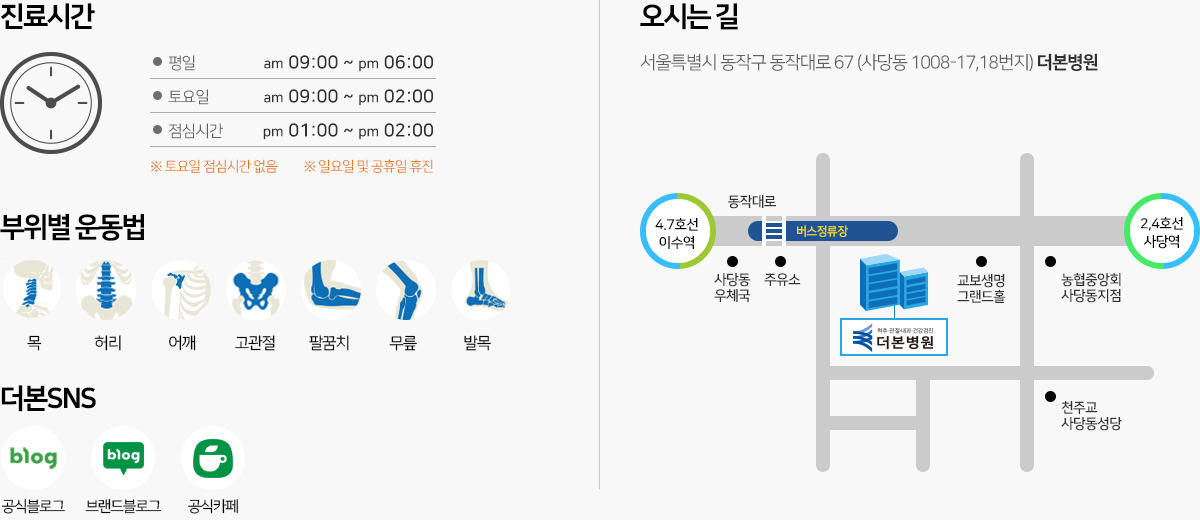 진료시간
평일 am 09:00 ~ pm 06:00
토요일 am 09:00 ~ pm 02:00
점심시간 pm 01:00 ~ pm 02:00
※ 토요일 점심시간 없음 ※ 일요일 및 공휴일 휴진
부위별 운동법
목 허리 어깨 고관절 팔꿈치 무릎 발목
더본SNS
blog blog
공식블로그 브랜드블로그 공식카페
오시는 길
서울특별시 동작구 동작대로 67 (사당동 1008-17,18번지) 더본병원
동작대로
4.7호선
이수역
버스정류장
2,4호선
사당역
사당동
우체국
주유소
교보생명
그랜드홀
농협중앙회
사당동지점
척추·관절·내과·건강검진
더본병원
천주교
사당동성당